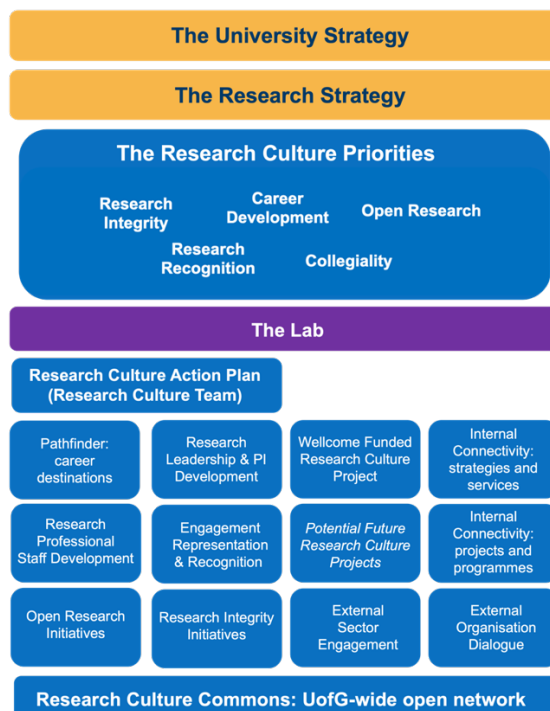 The University Strategy
The Research Strategy
The Research Culture Priorities
Research
Integrity
Career
Development
Open Research
Research
Recognition
Collegiality
The Lab
Research Culture Action Plan
(Research Culture Team)
Pathfinder:
career
destinations
Research
Leadership & PI
Development
Wellcome Funded
Research Culture
Project
Internal
Connectivity:
strategies and
services
Research
Professional
Staff Development
Engagement
Representation
& Recognition
Potential Future
Research Culture
Projects
Internal
Connectivity:
projects and
programmes
Open Research
Initiatives
Research Integrity
Initiatives
External
Sector
Engagement
External
Organisation
Dialogue
Research Culture Commons: UofG-wide open network